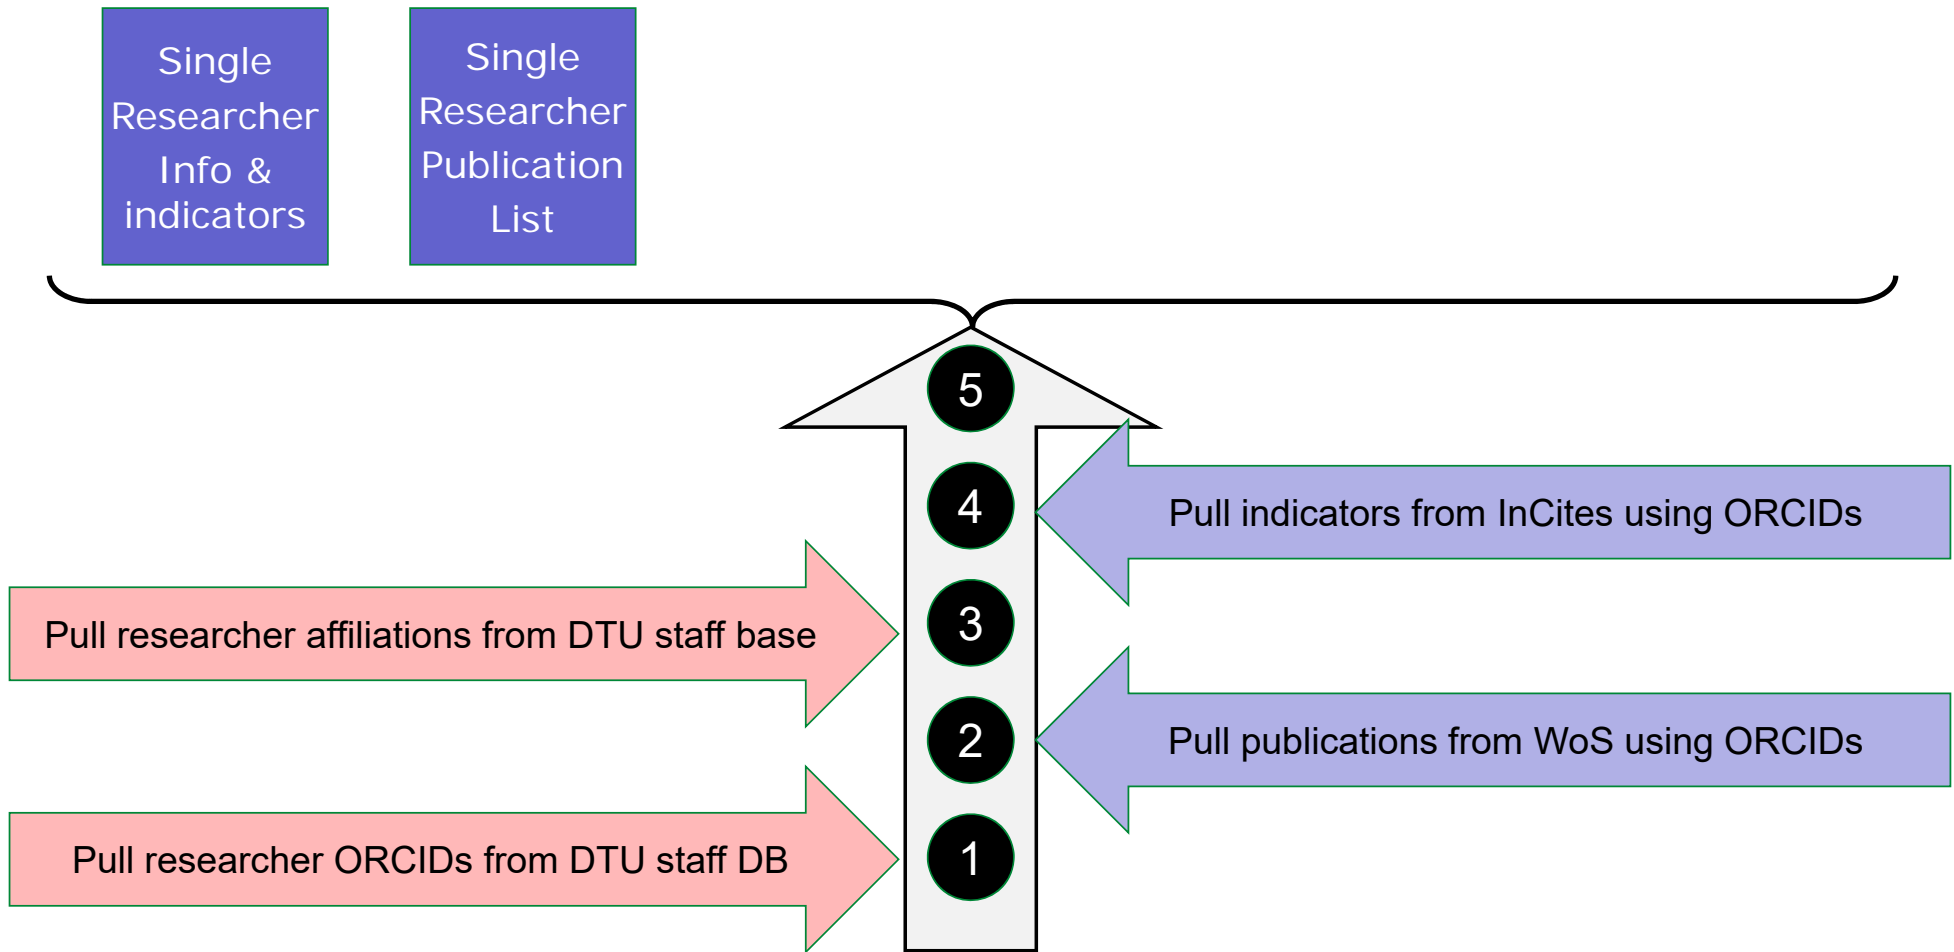 Single
Researcher
Info &
indicators
Single
Researcher
Publication
List
5
4
Pull indicators from InCites using ORCIDs
3
Pull researcher affiliations from DTU staff base
2
Pull publications from WoS using ORCIDs
1
Pull researcher ORCIDs from DTU staff DB